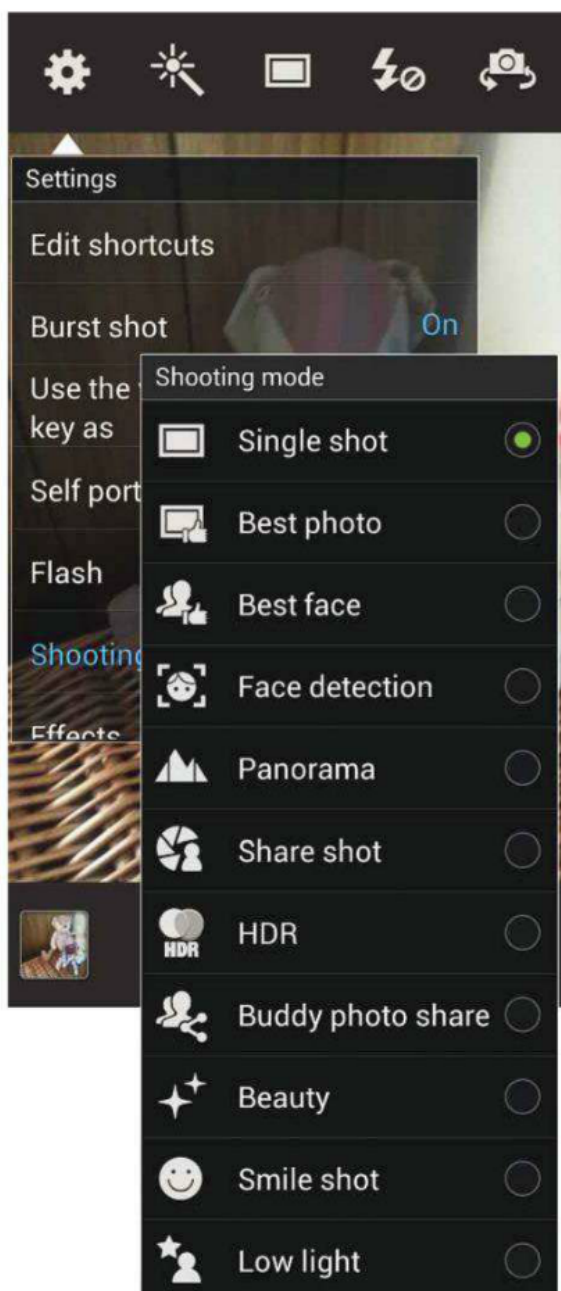 Settings
Edit shortcuts
Burst shot
On
Use the
key as
Self port
Flash
Shooting
Effects
Shooting mode
Single shot
Best photo
Best face
Face detection
Panorama
Share shot
HDR
HDR
Buddy photo share
Beauty
Smile shot
Low light